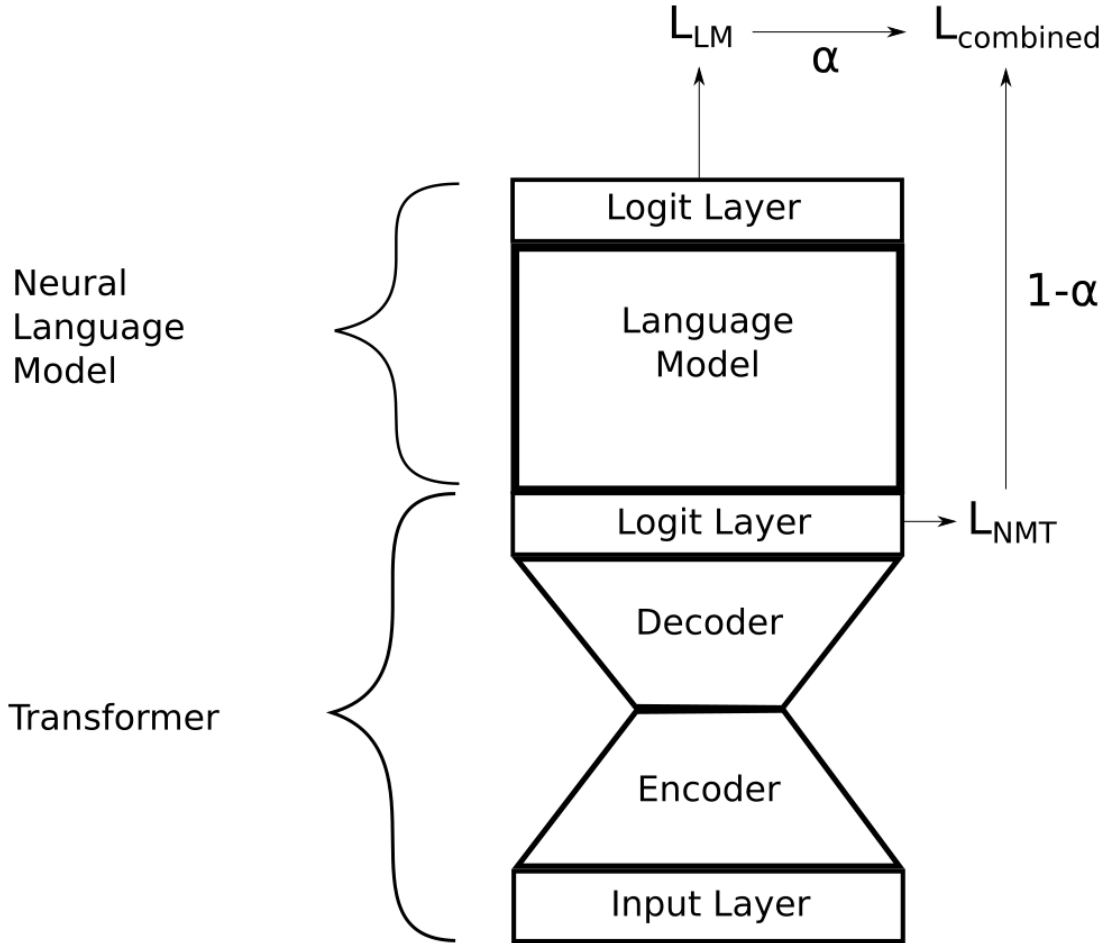 L_LM
α
L_combined
Logit Layer
Neural
Language
Model
Language
Model
1-α
Logit Layer
L_NMT
Decoder
Transformer
Encoder
Input Layer